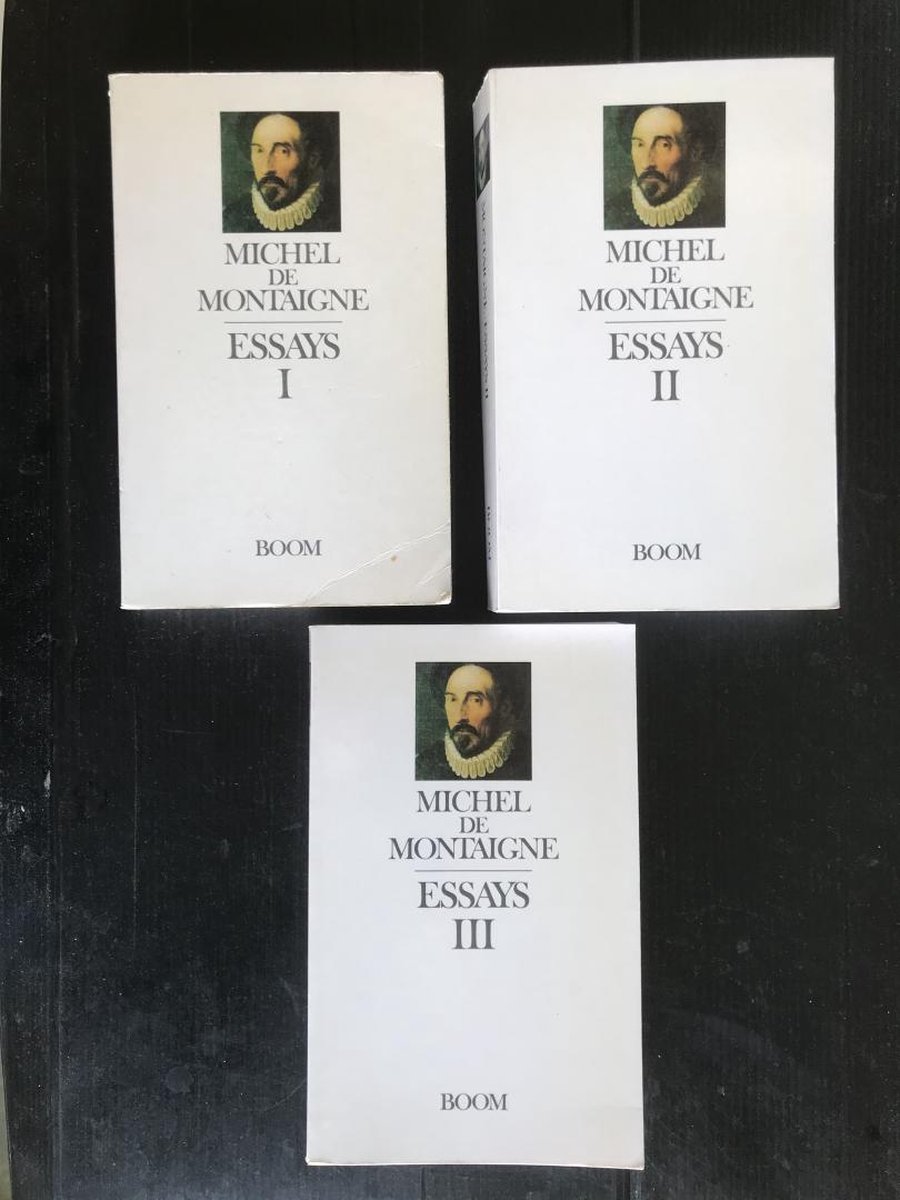 MICHEL
DE
MONTAIGNE
ESSAYS
I
BOOM
MICHEL
DE
MONTAIGNE
ESSAYS
II
BOOM
MICHEL
DE
MONTAIGNE
ESSAYS
III
BOOM